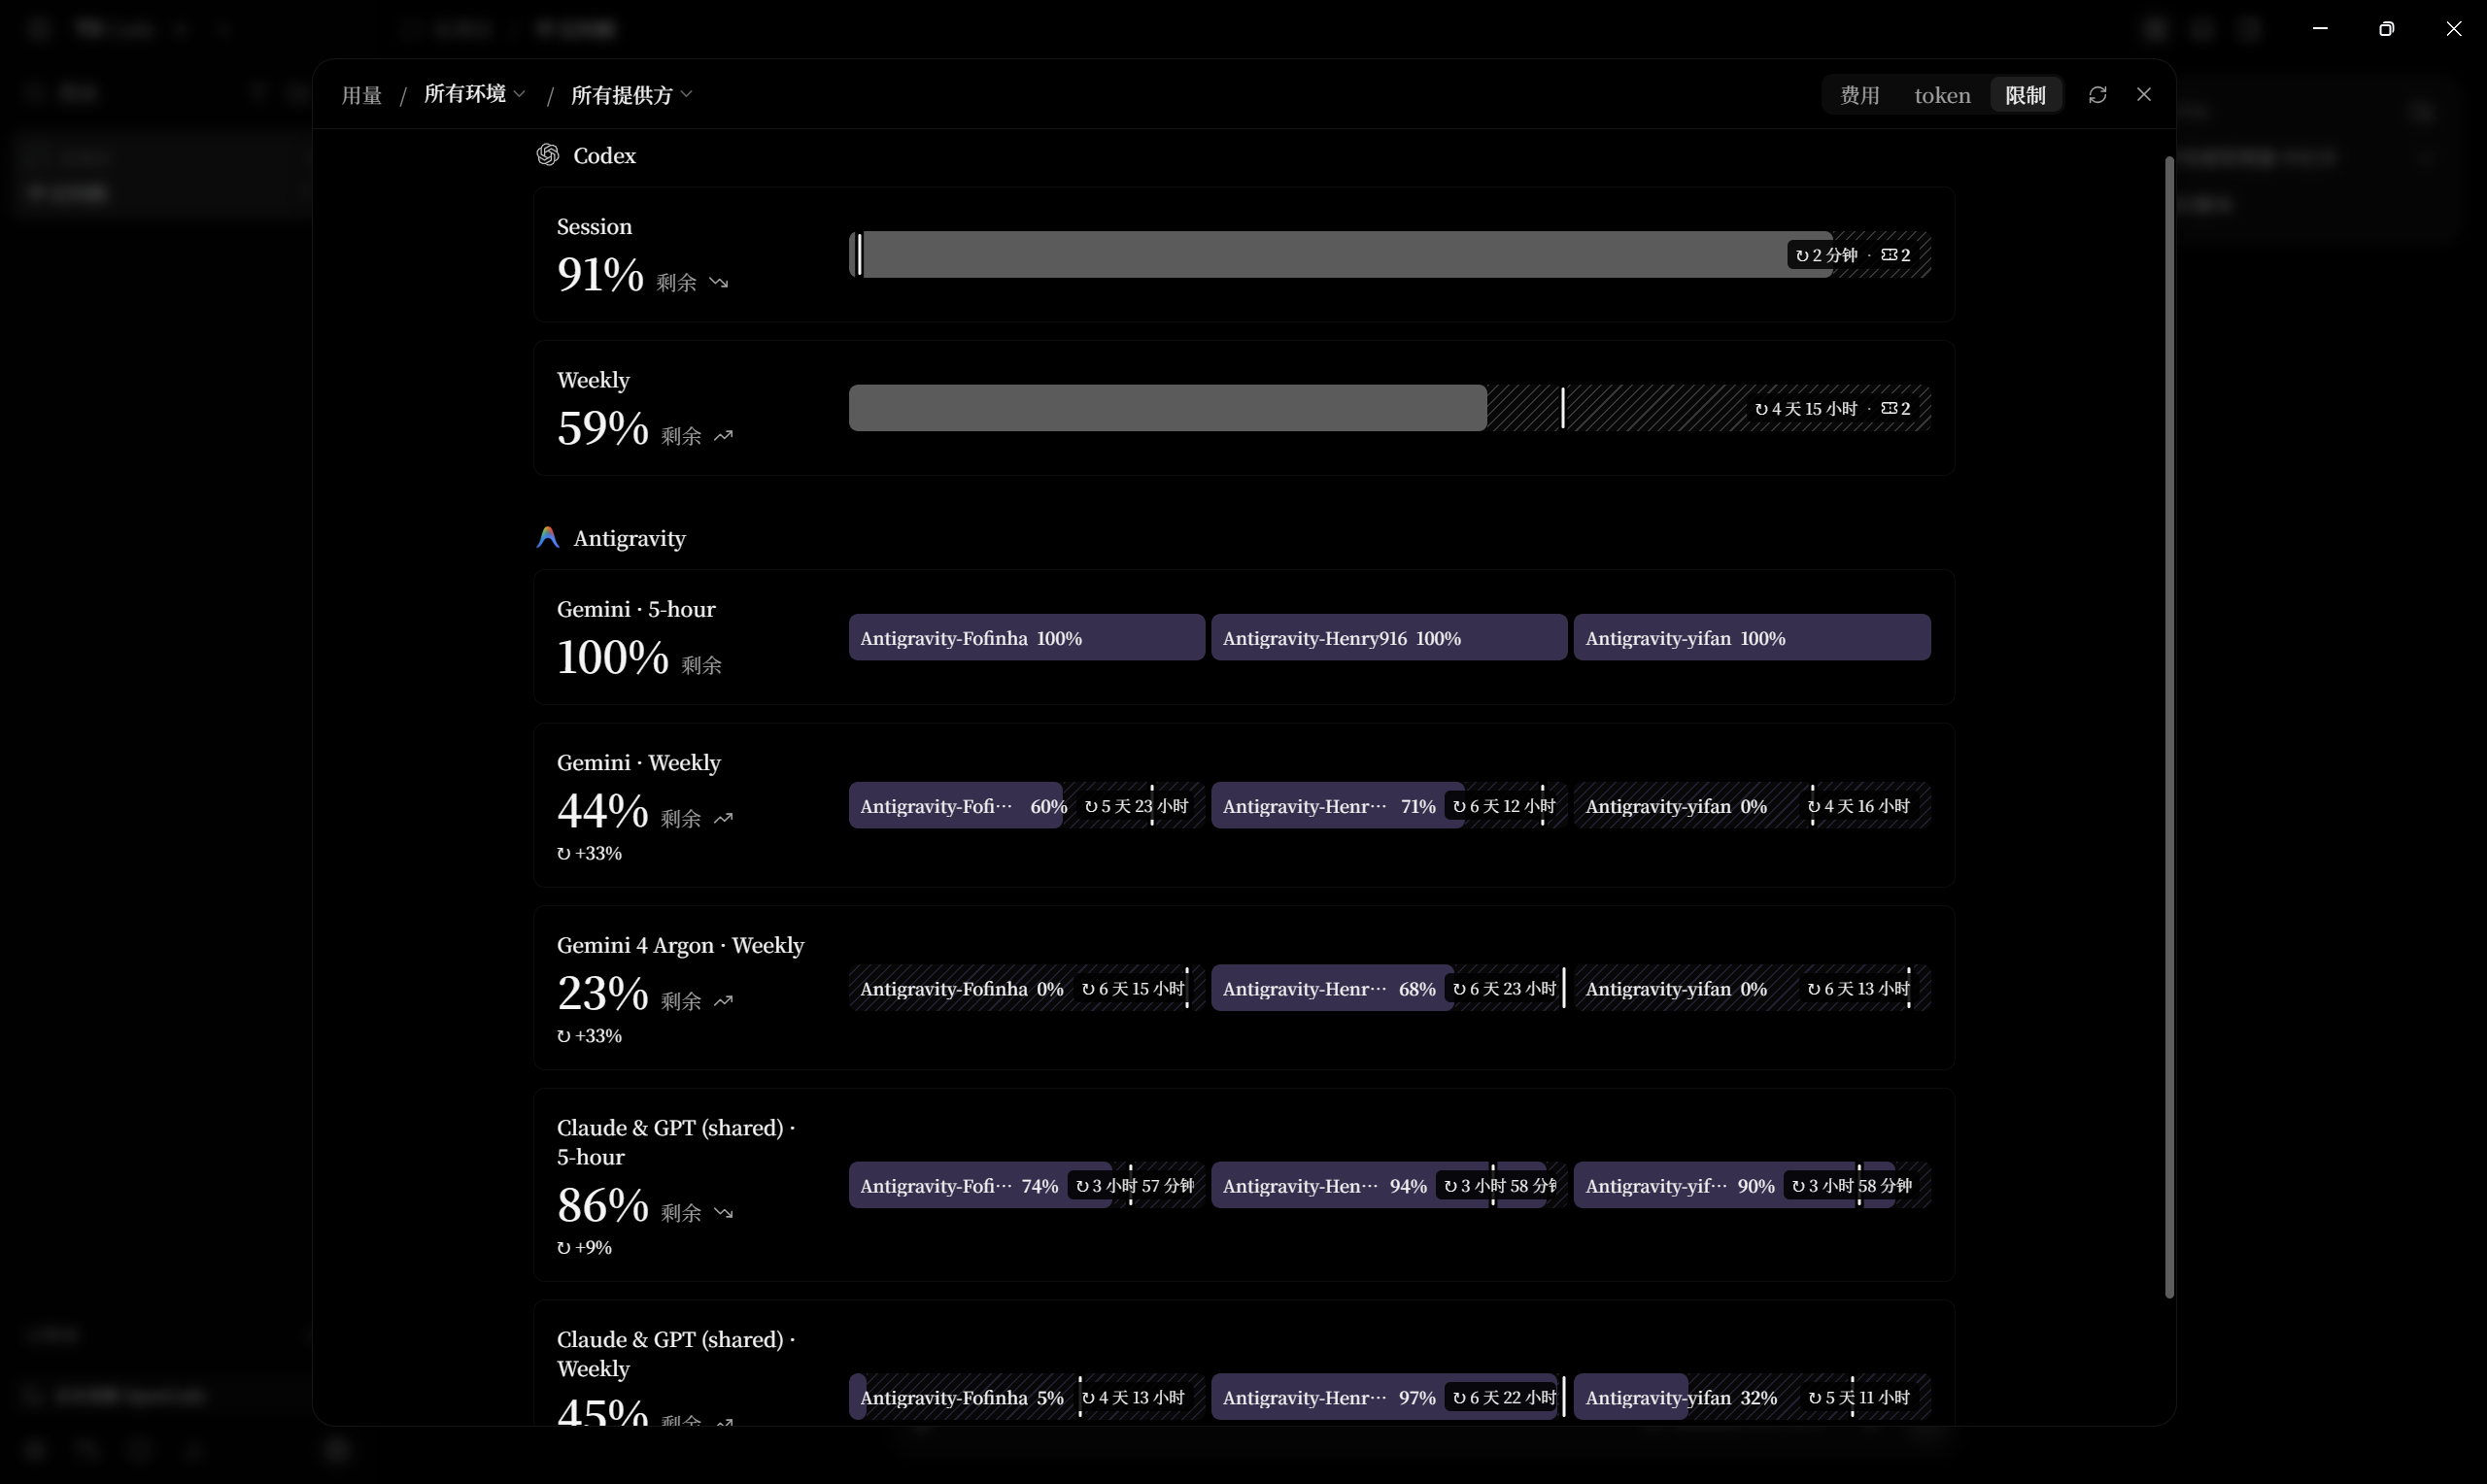 用量 / 所有环境 / 所有提供方
费用 token 限制
Codex
Session
91% 剩余
↻ 2 分钟 · 2
Weekly
59% 剩余
↻ 4 天 15 小时 · 2
Antigravity
Gemini · 5-hour
100% 剩余
Antigravity-Fofinha 100%
Antigravity-Henry916 100%
Antigravity-yifan 100%
Gemini · Weekly
44% 剩余
↻ +33%
Antigravity-Fofi··· 60% ↻ 5 天 23 小时
Antigravity-Henr··· 71% ↻ 6 天 12 小时
Antigravity-yifan 0% ↻ 4 天 16 小时
Gemini 4 Argon · Weekly
23% 剩余
↻ +33%
Antigravity-Fofinha 0% ↻ 6 天 15 小时
Antigravity-Henr··· 68% ↻ 6 天 23 小时
Antigravity-yifan 0% ↻ 6 天 13 小时
Claude & GPT (shared) ·
5-hour
86% 剩余
↻ +9%
Antigravity-Fofi··· 74% ↻ 3 小时 57 分钟
Antigravity-Hen··· 94% ↻ 3 小时 58 分钟
Antigravity-yif··· 90% ↻ 3 小时 58 分钟
Claude & GPT (shared) ·
Weekly
45% 剩余
Antigravity-Fofinha 5% ↻ 4 天 13 小时
Antigravity-Henr··· 97% ↻ 6 天 22 小时
Antigravity-yifan 32% ↻ 5 天 11 小时